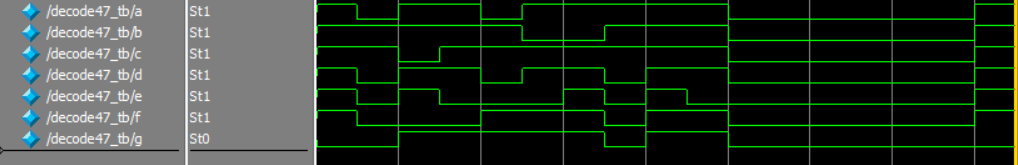 /decode47_tb/a St1
/decode47_tb/b St1
/decode47_tb/c St1
/decode47_tb/d St1
/decode47_tb/e St1
/decode47_tb/f St1
/decode47_tb/g St0